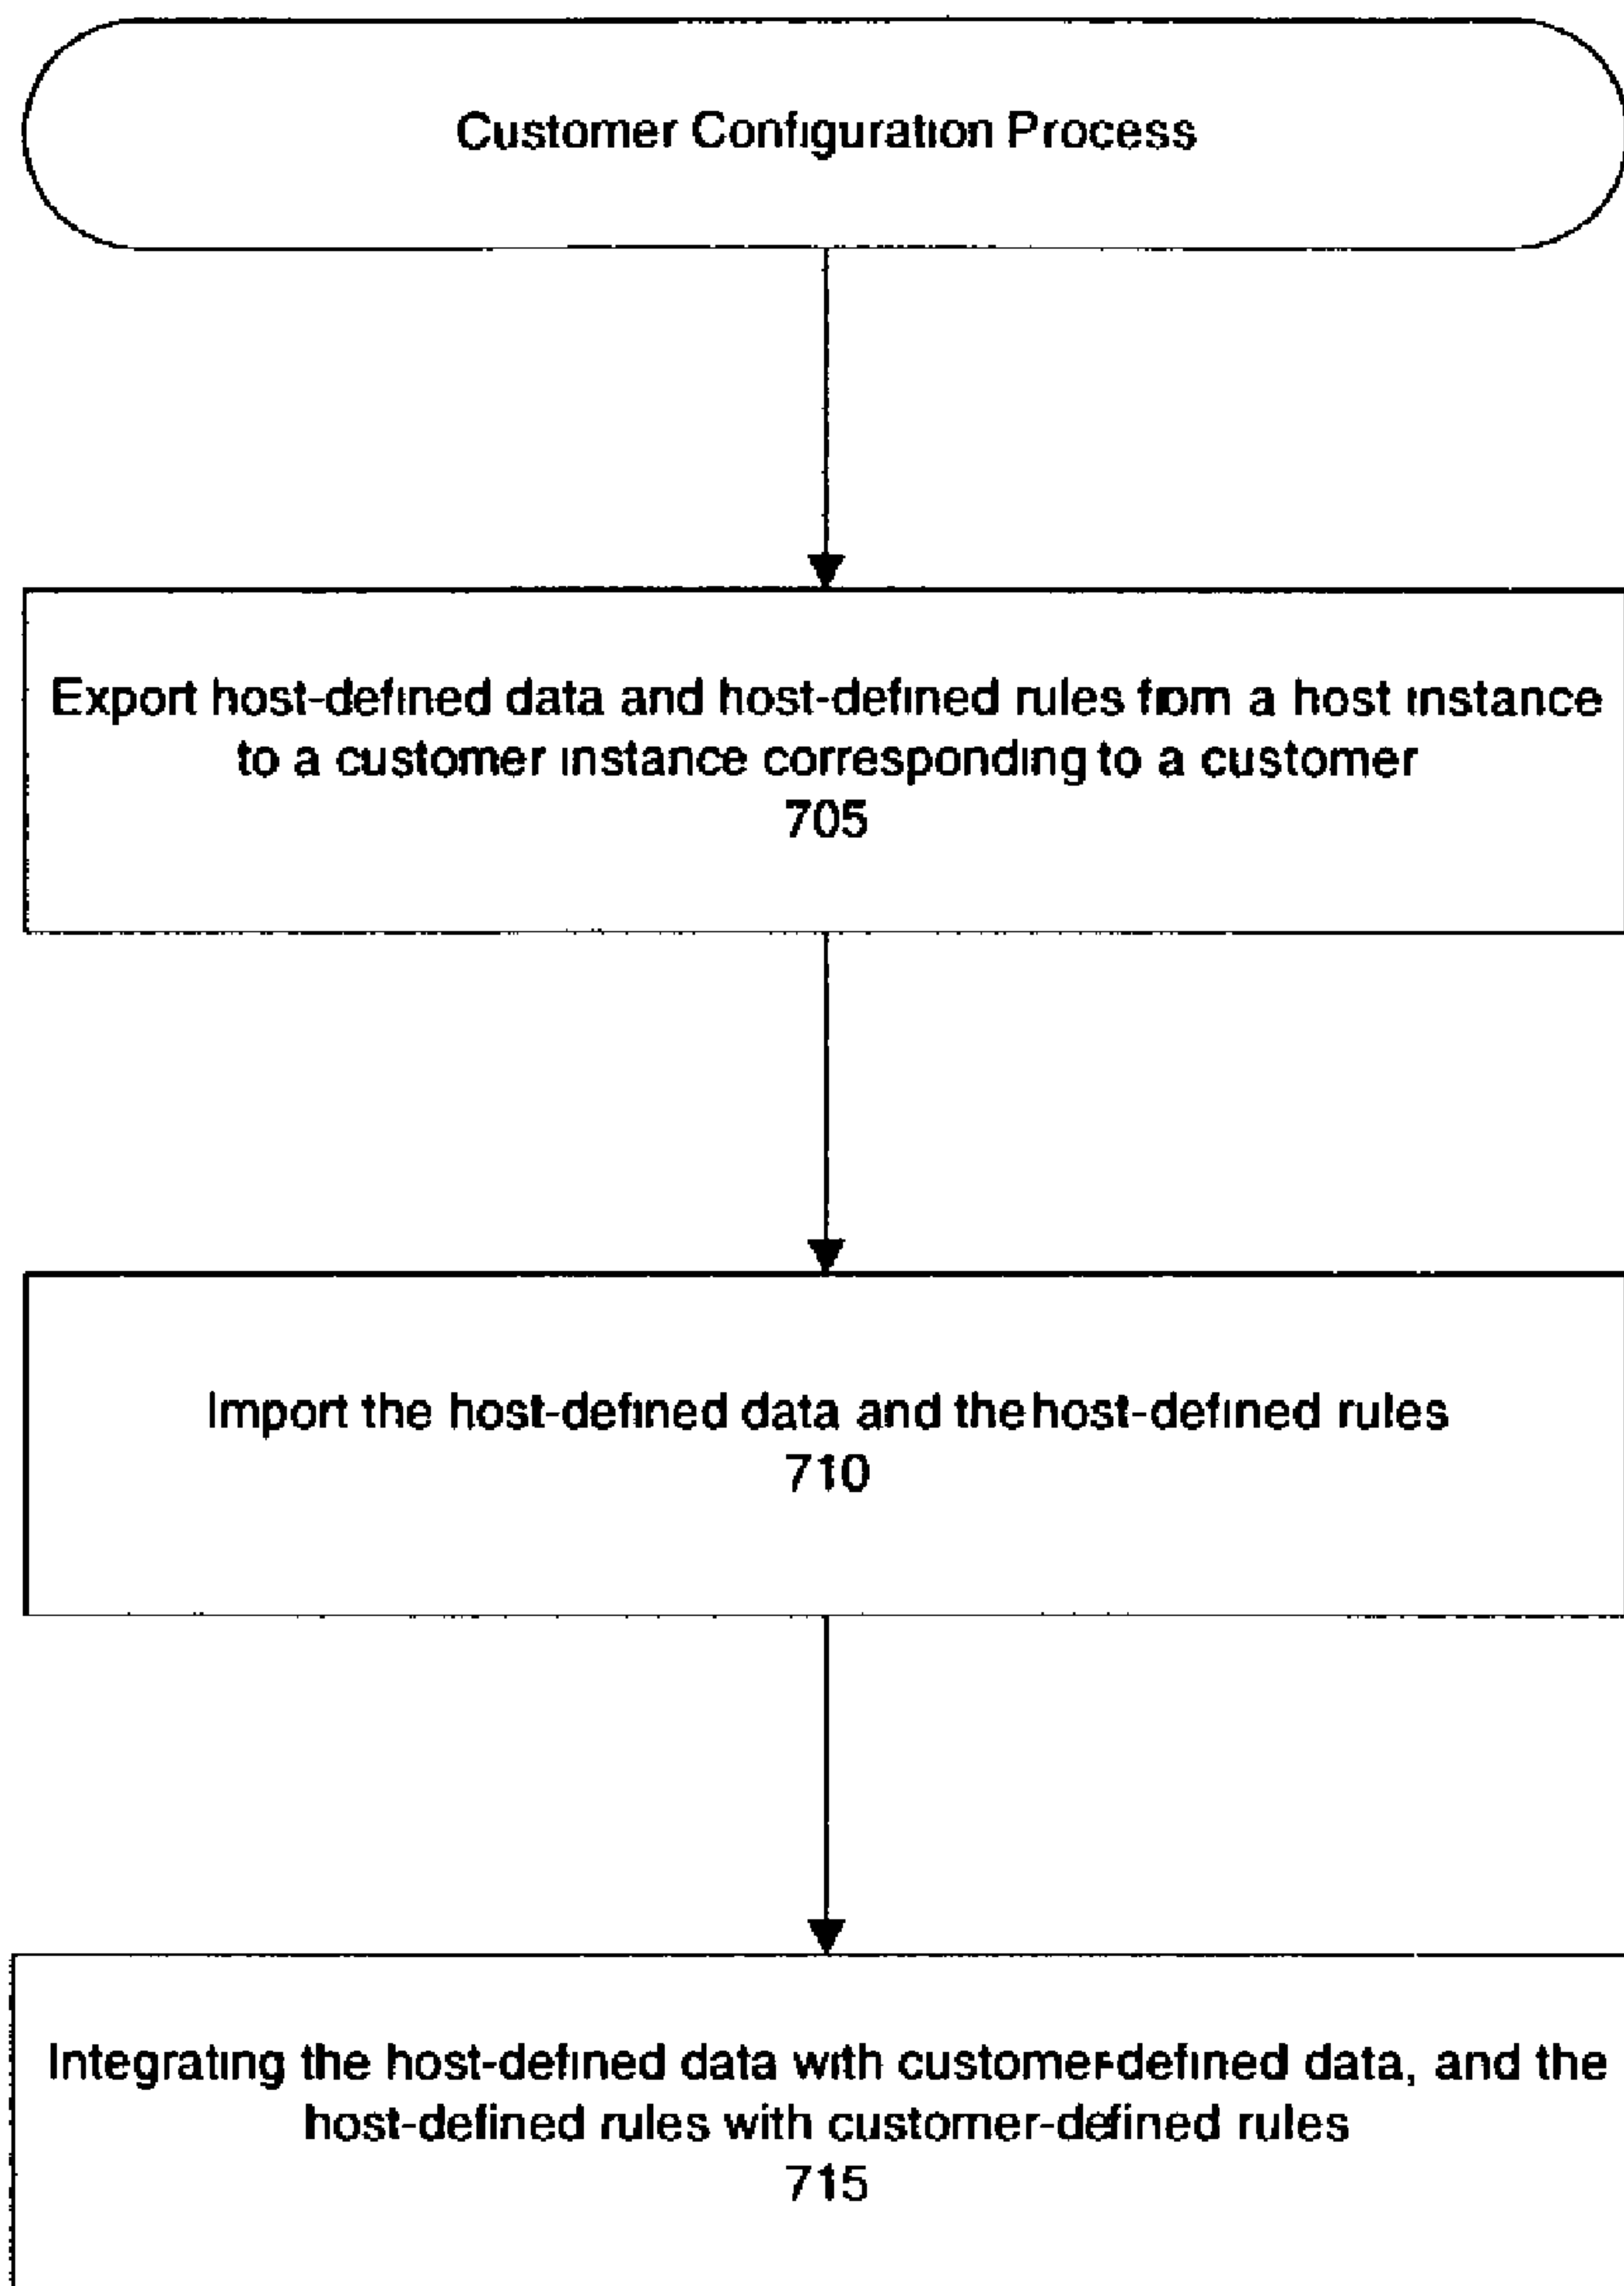 Customer Configuration Process
Export host-defined data and host-defined rules from a host instance
to a customer instance corresponding to a customer
705
Import the host-defined data and the host-defined rules
710
Integrating the host-defined data with customer-defined data, and the
host-defined rules with customer-defined rules
715